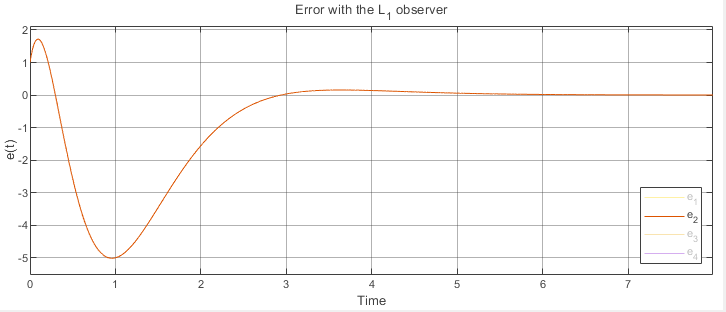 Error with the L1 observer
2
1
0
-1
-2
-3
-4
-5
e(t)
e1
e2
e3
e4
0 1 2 3 4 5 6 7
Time